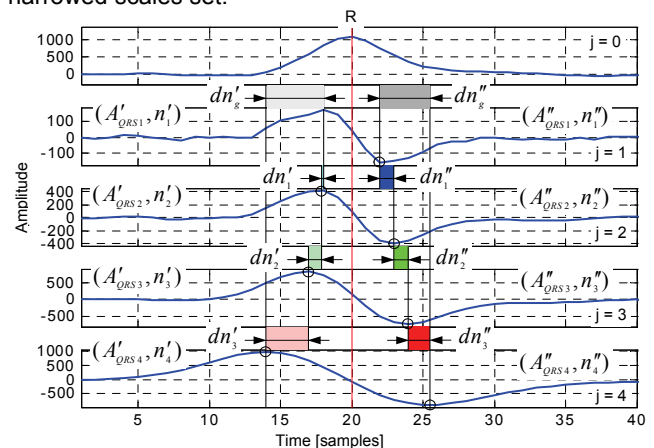 narrowed scales set.
R
1000
500
0
j = 0
dn′g
dn″g
(A′QRS1, n′1)
(A″QRS1, n″1)
100
0
-100
j = 1
dn′1
dn″1
(A′QRS2, n′2)
(A″QRS2, n″2)
400
200
0
-200
-400
j = 2
dn′2
dn″2
(A′QRS3, n′3)
(A″QRS3, n″3)
500
0
-500
j = 3
dn′3
dn″3
(A′QRS4, n′4)
(A″QRS4, n″4)
1000
500
0
-500
j = 4
Amplitude
5
10
15
20
25
30
35
40
Time [samples]